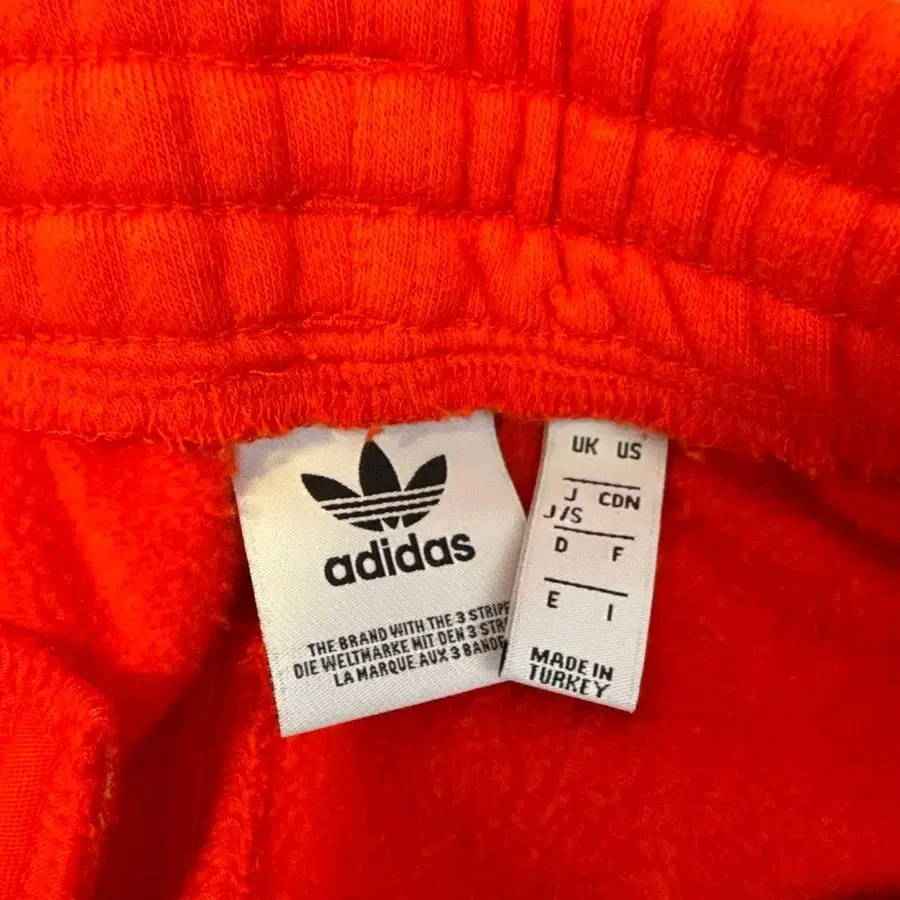 adidas
THE BRAND WITH THE 3 STRIPE
DIE WELTMARKE MIT DEN 3 STR
LA MARQUE AUX 3 BANDE
UK US
J CDN
J/S
D F
E I
MADE IN
TURKEY